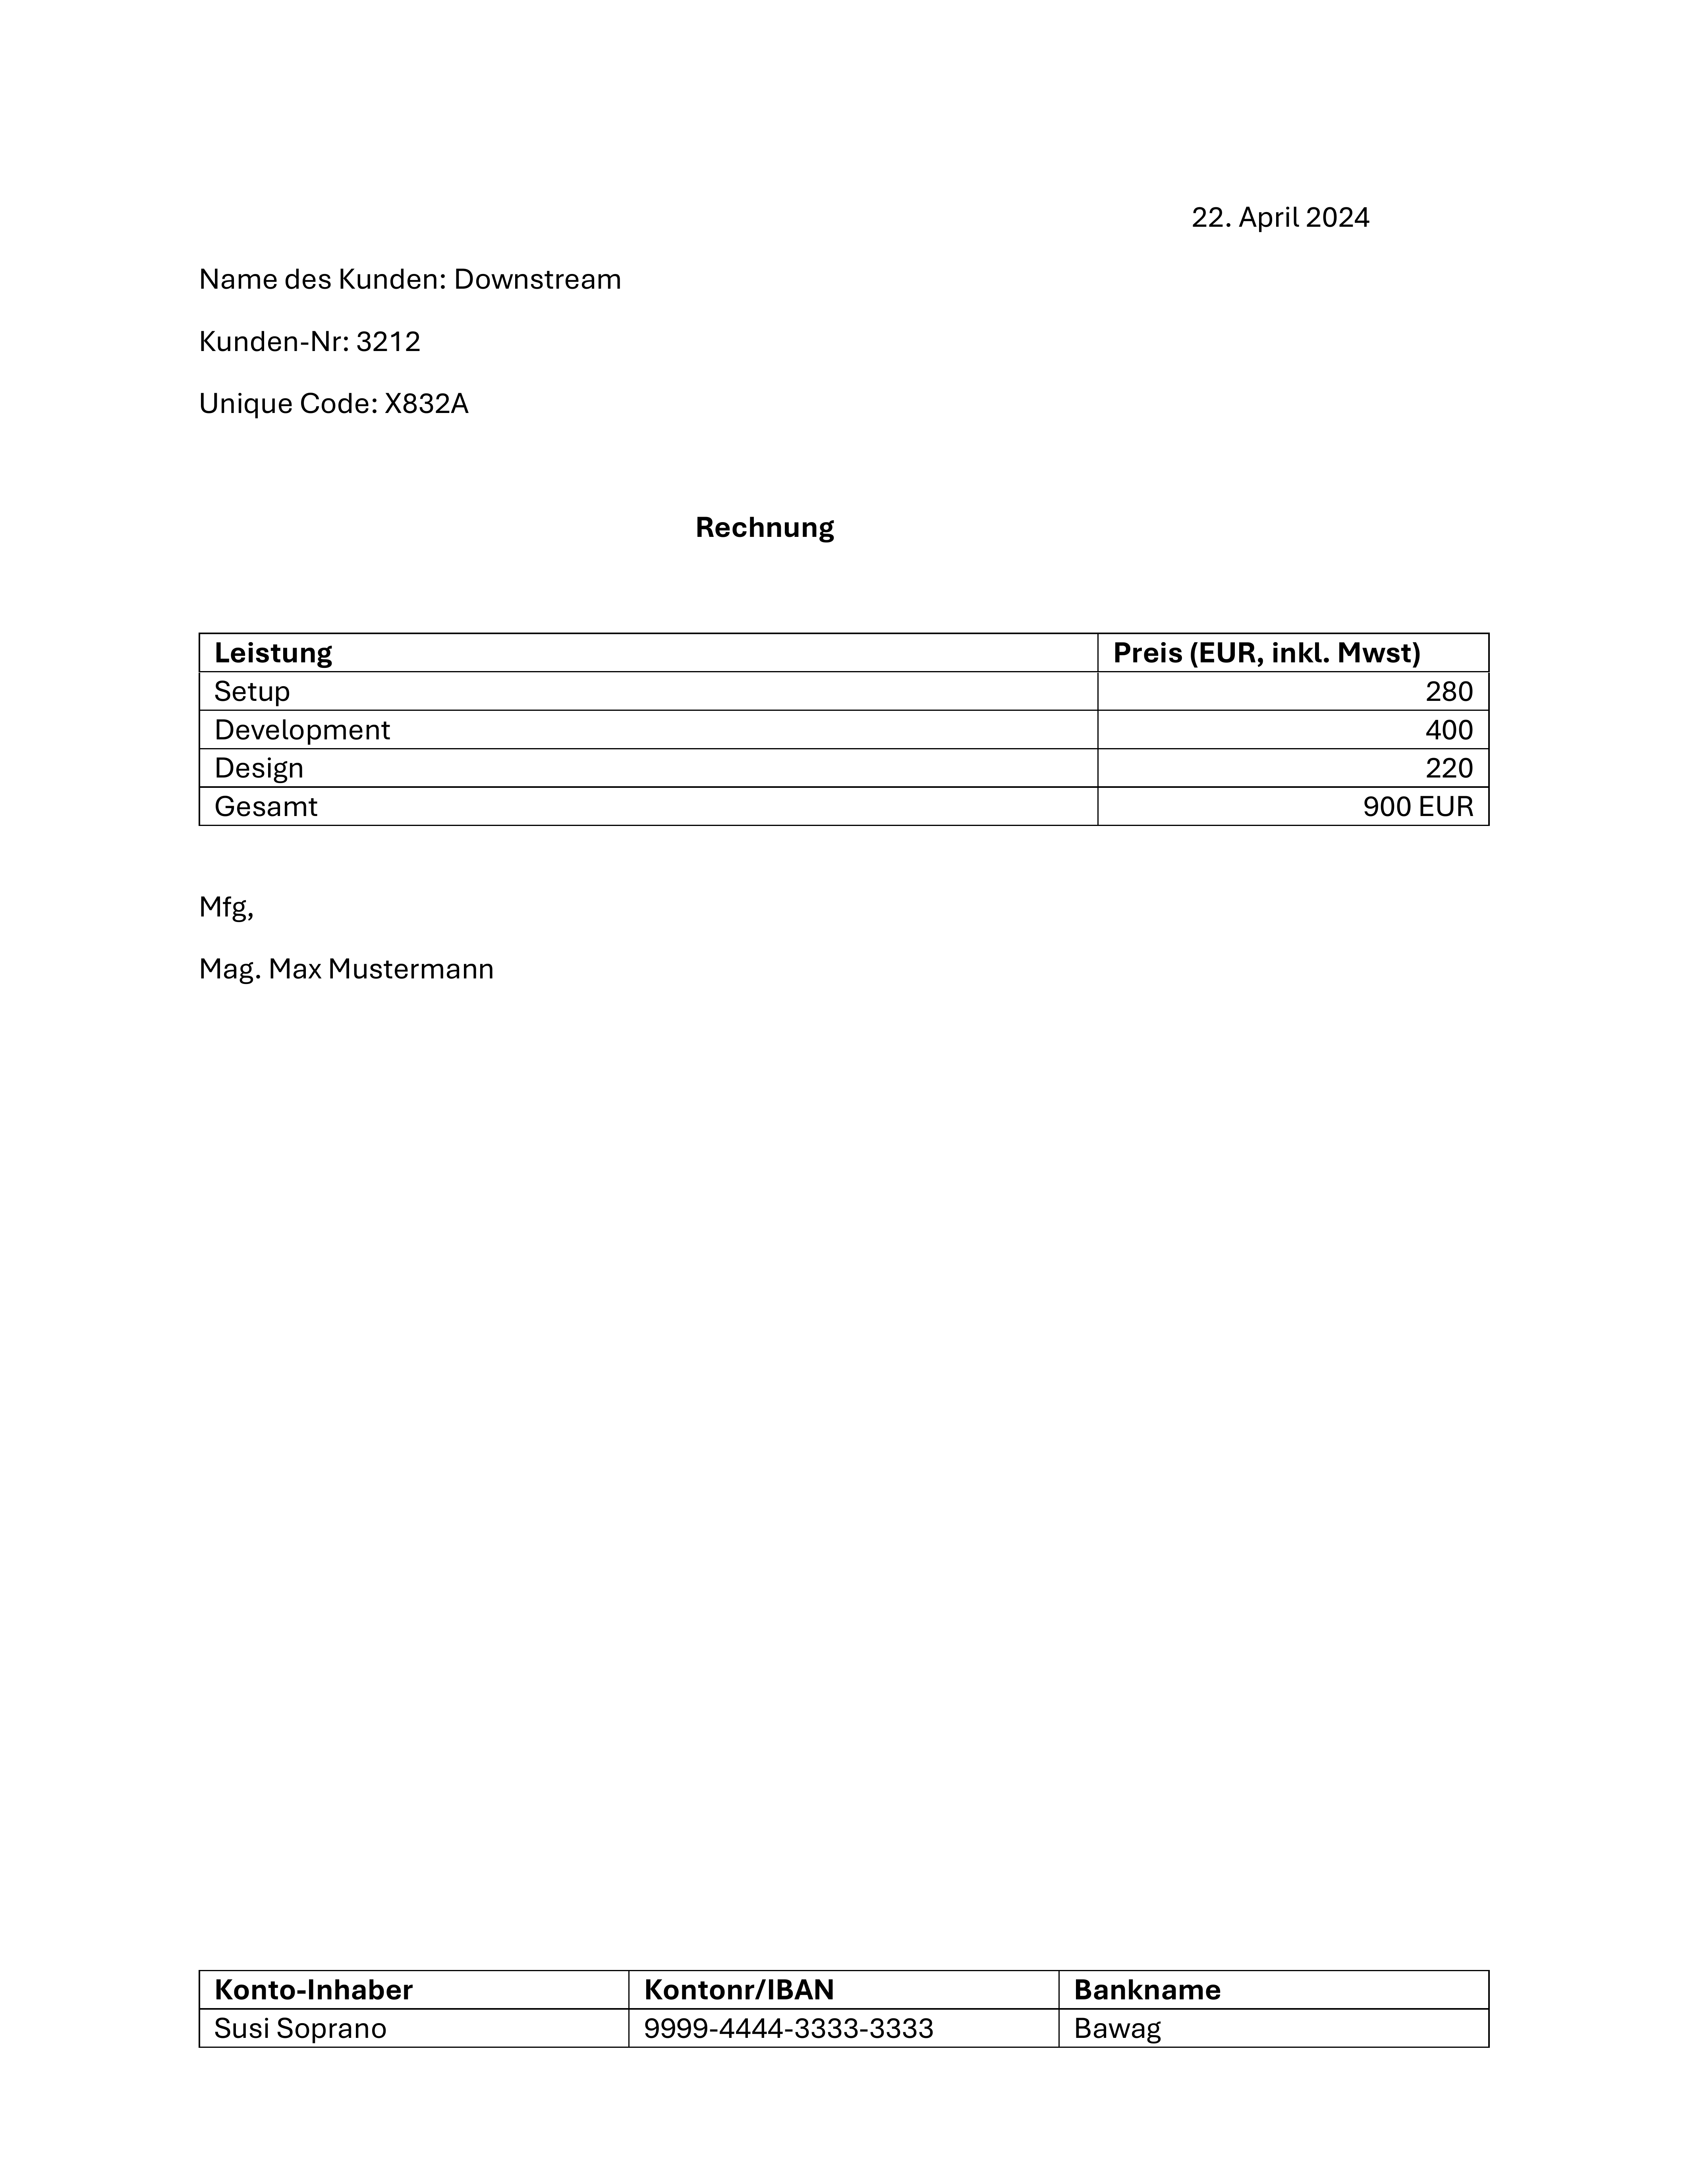 22. April 2024
Name des Kunden: Downstream
Kunden-Nr: 3212
Unique Code: X832A
Rechnung
Leistung Preis (EUR, inkl. Mwst)
Setup 280
Development 400
Design 220
Gesamt 900 EUR
Mfg,
Mag. Max Mustermann
Konto-Inhaber Kontonr/IBAN Bankname
Susi Soprano 9999-4444-3333-3333 Bawag